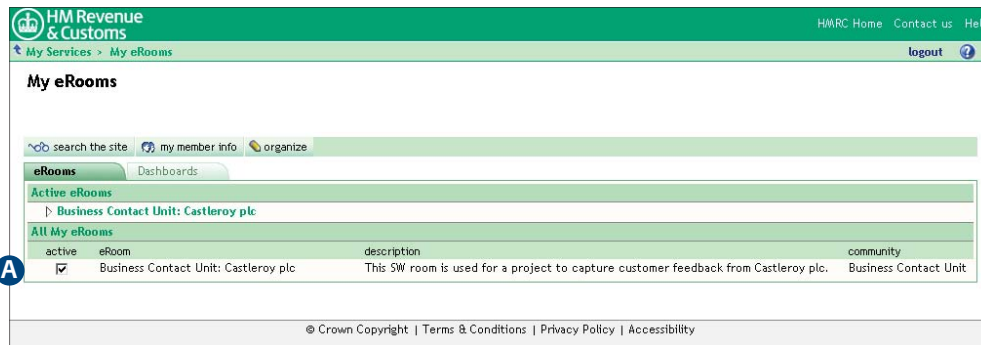 HM Revenue
& Customs
HMRC Home Contact us Hel
My Services > My eRooms
logout ?
My eRooms
search the site my member info organize
eRooms Dashboards
Active eRooms
Business Contact Unit: Castleroy plc
All My eRooms
active eRoom description community
A
Business Contact Unit: Castleroy plc This SW room is used for a project to capture customer feedback from Castleroy plc. Business Contact Unit
© Crown Copyright | Terms & Conditions | Privacy Policy | Accessibility